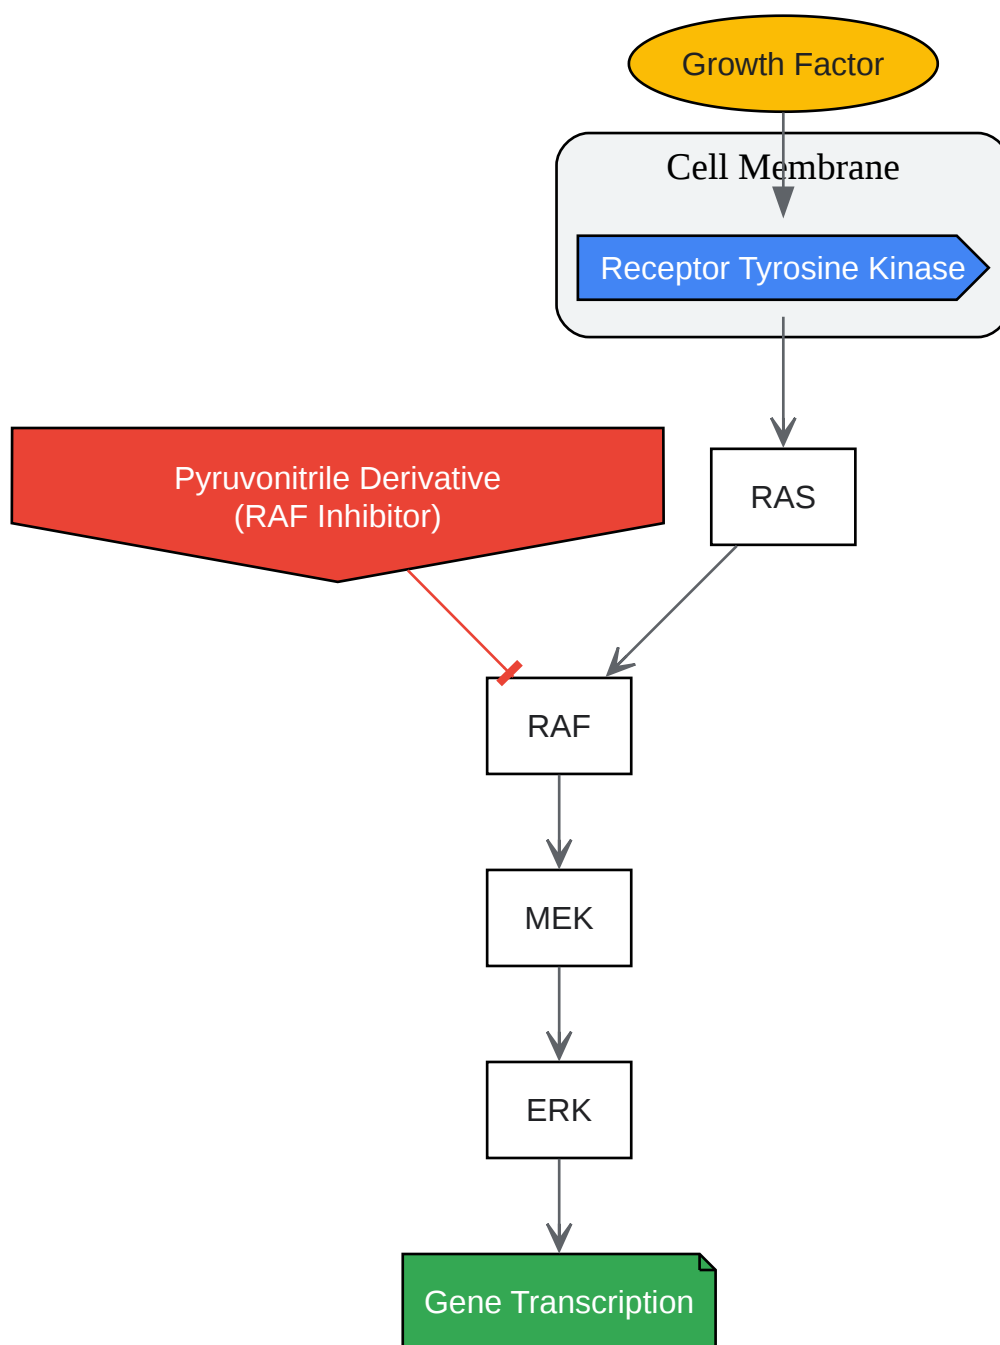 Growth Factor
Cell Membrane
Receptor Tyrosine Kinase
Pyruvonitrile Derivative
(RAF Inhibitor)
RAS
RAF
MEK
ERK
Gene Transcription